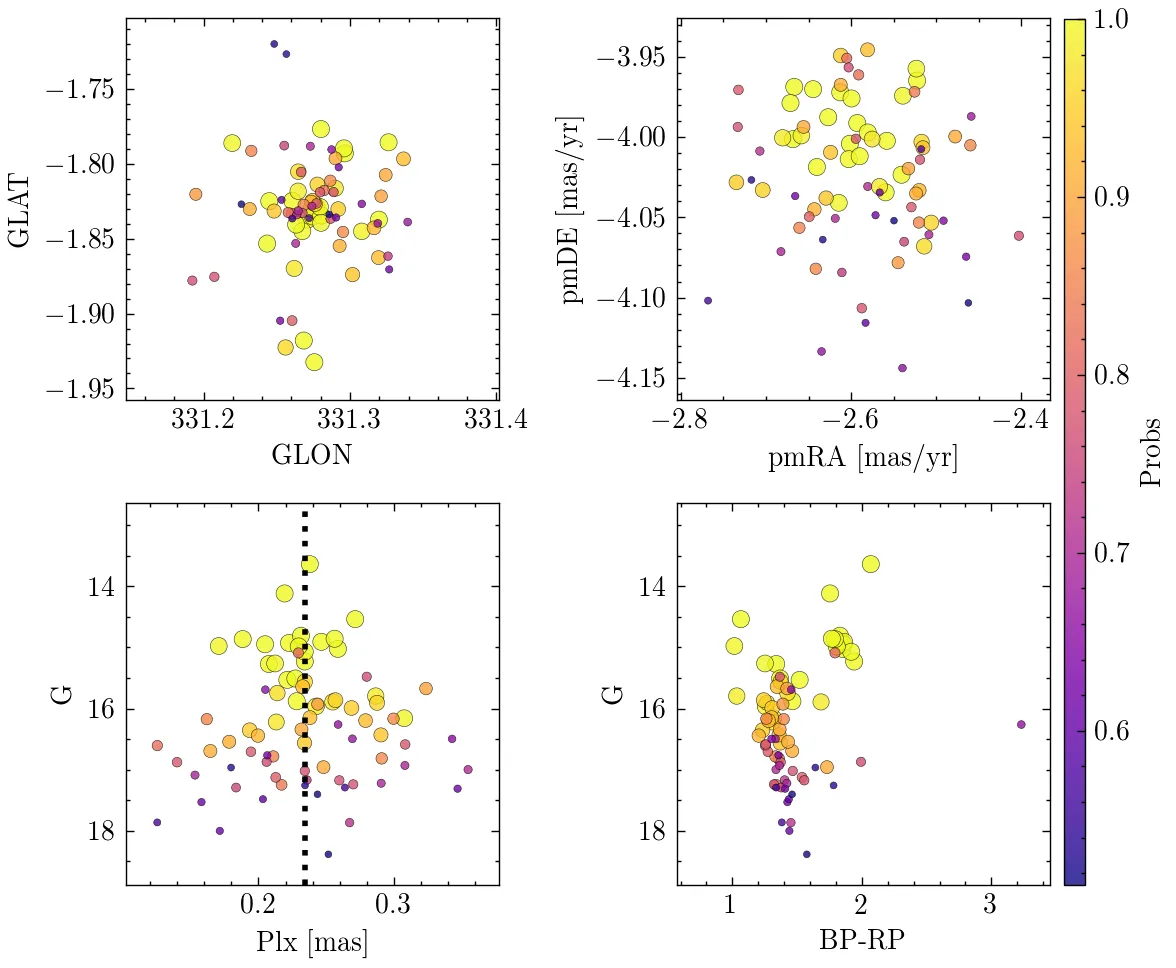 −1.75
−1.80
−1.85
−1.90
−1.95
GLAT
331.2 331.3 331.4
GLON
−3.95
−4.00
−4.05
−4.10
−4.15
pmDE [mas/yr]
−2.8 −2.6 −2.4
pmRA [mas/yr]
1.0
0.9
0.8
0.7
0.6
Probs
14
16
18
G
0.2 0.3
Plx [mas]
14
16
18
G
1 2 3
BP-RP